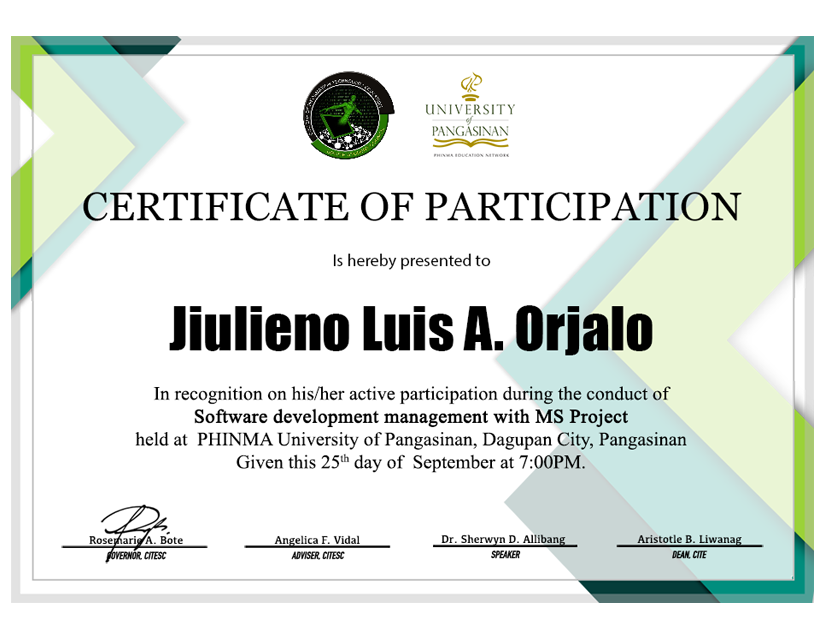 UNIVERSITY
of
PANGASINAN
PHINMA EDUCATION NETWORK
CERTIFICATE OF PARTICIPATION
Is hereby presented to
Jiulieno Luis A. Orjalo
In recognition on his/her active participation during the conduct of
Software development management with MS Project
held at PHINMA University of Pangasinan, Dagupan City, Pangasinan
Given this 25th day of September at 7:00PM.
Rosemarie A. Bote
GOVERNOR, CITESC
Angelica F. Vidal
ADVISER, CITESC
Dr. Sherwyn D. Allibang
SPEAKER
Aristotle B. Liwanag
DEAN, CITE